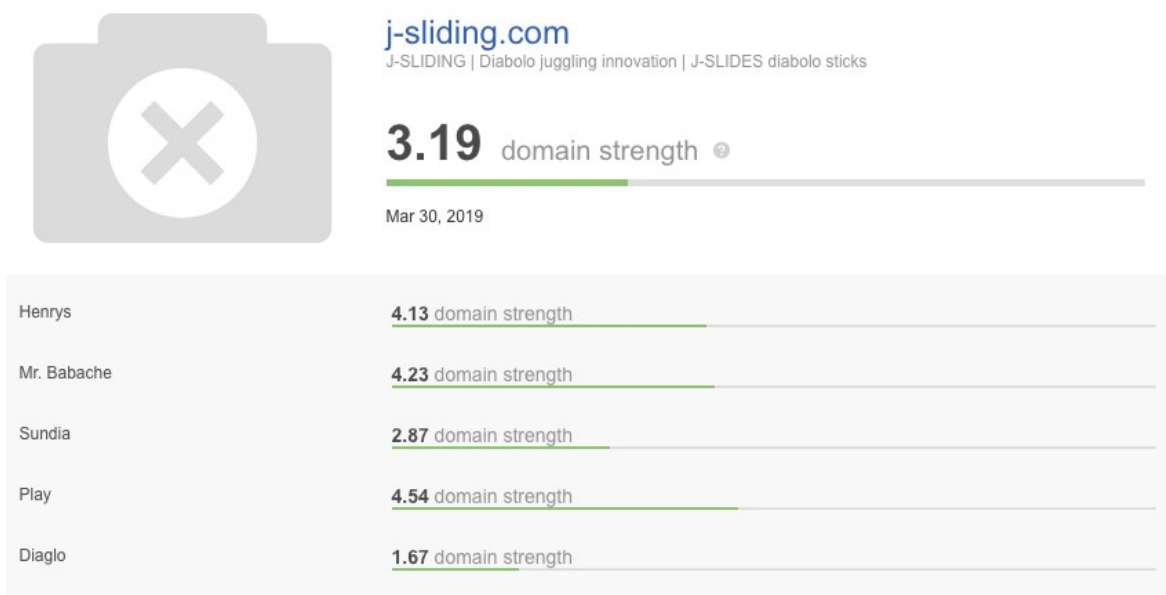 j-sliding.com
J-SLIDING | Diabolo juggling innovation | J-SLIDES diabolo sticks
3.19 domain strength ?
Mar 30, 2019
Henrys 4.13 domain strength
Mr. Babache 4.23 domain strength
Sundia 2.87 domain strength
Play 4.54 domain strength
Diaglo 1.67 domain strength